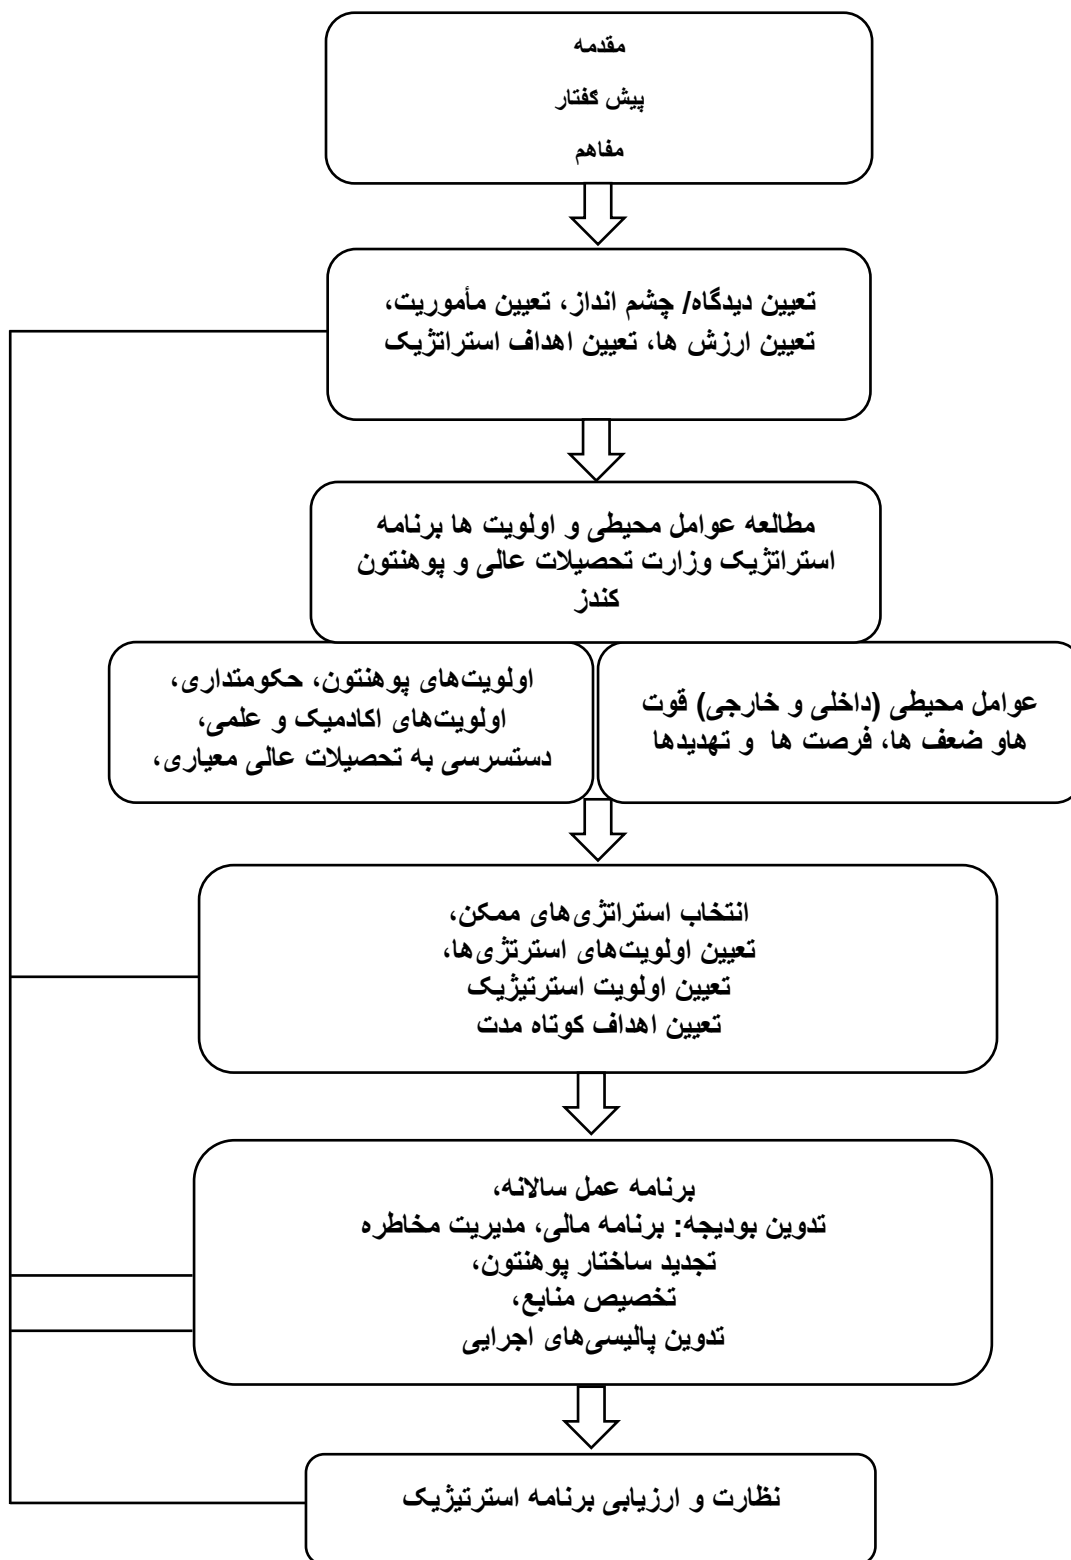 مقدمه
پیش گفتار
مفاهم
تعیین دیدگاه/ چشم انداز، تعیین مأموریت،
تعیین ارزش ها، تعیین اهداف استراتژیک
مطالعه عوامل محیطی و اولویت ها برنامه
استراتژیک وزارت تحصیلات عالی و پوهنتون
کندز
عوامل محیطی (داخلی و خارجی) قوت
هاو ضعف ها، فرصت ها و تهدیدها
اولویت‌های پوهنتون، حکومتداری،
اولویت‌های اکادمیک و علمی،
دستسرسی به تحصیلات عالی معیاری،
انتخاب استراتژی‌های ممکن،
تعیین اولویت‌های استرتژی‌ها،
تعیین اولویت استرتیژیک
تعیین اهداف کوتاه مدت
برنامه عمل سالانه،
تدوین بودیجه: برنامه مالی، مدیریت مخاطره
تجدید ساختار پوهنتون،
تخصیص منابع،
تدوین پالیسی‌های اجرایی
نظارت و ارزیابی برنامه استرتیژیک